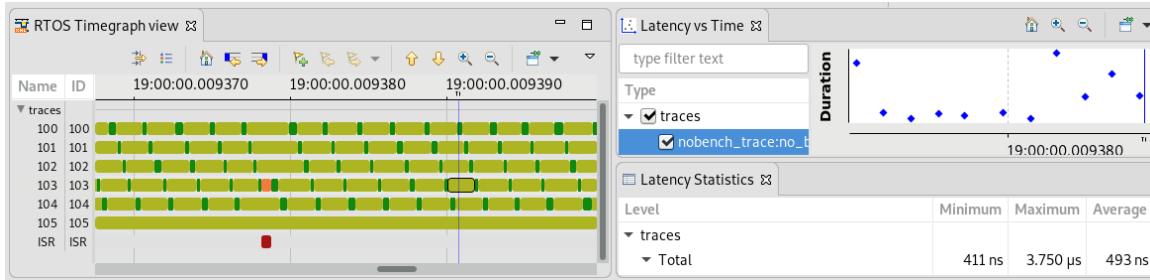 RTOS Timegraph view
Name ID 19:00:00.009370 19:00:00.009380 19:00:00.009390
traces
100 100
101 101
102 102
103 103
104 104
105 105
ISR ISR
Latency vs Time
type filter text
Type
traces
nobench_trace:no_b
Duration
19:00:00.009380
Latency Statistics
Level Minimum Maximum Average
traces
Total 411 ns 3.750 µs 493 ns